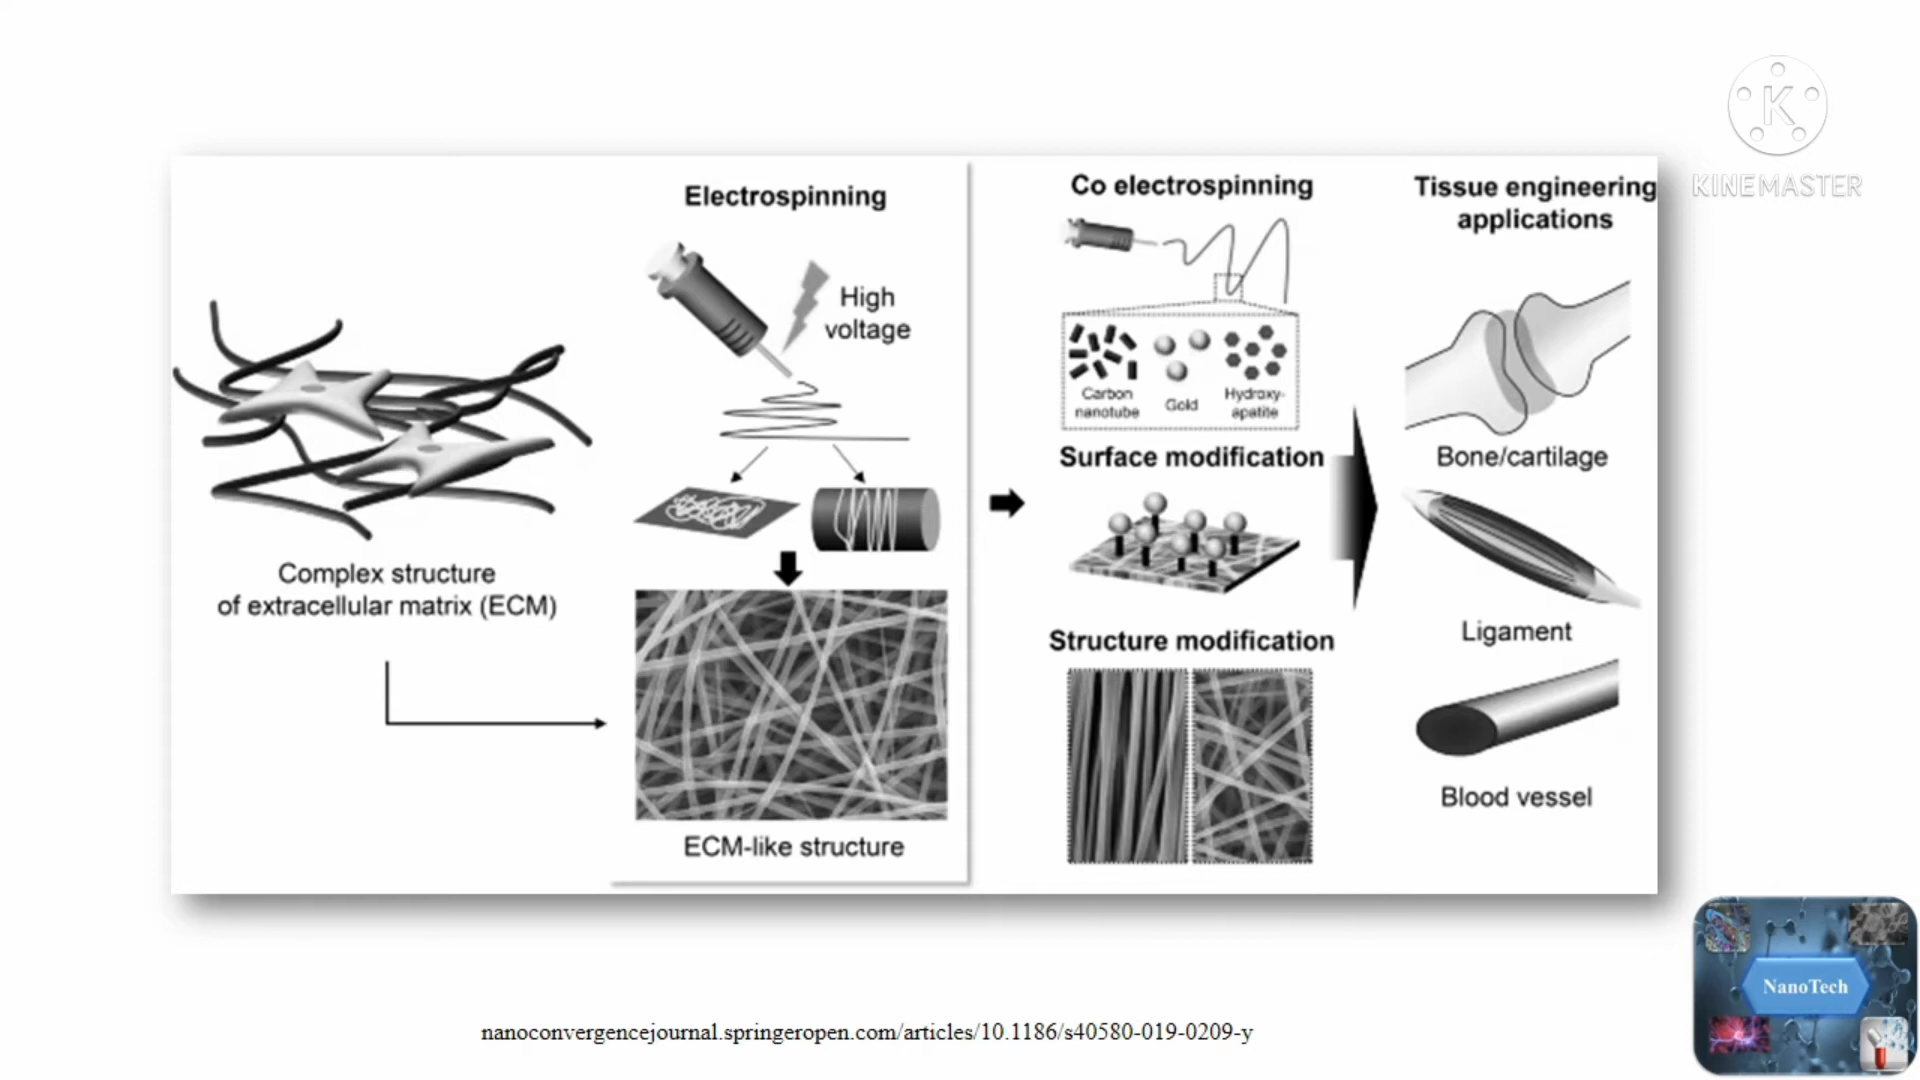 KINEMASTER
Electrospinning
High
voltage
Complex structure
of extracellular matrix (ECM)
ECM-like structure
Co electrospinning
Carbon
nanotube
Gold
Hydroxy-
apatite
Surface modification
Structure modification
Tissue engineering
applications
Bone/cartilage
Ligament
Blood vessel
NanoTech
nanoconvergencejournal.springeropen.com/articles/10.1186/s40580-019-0209-y